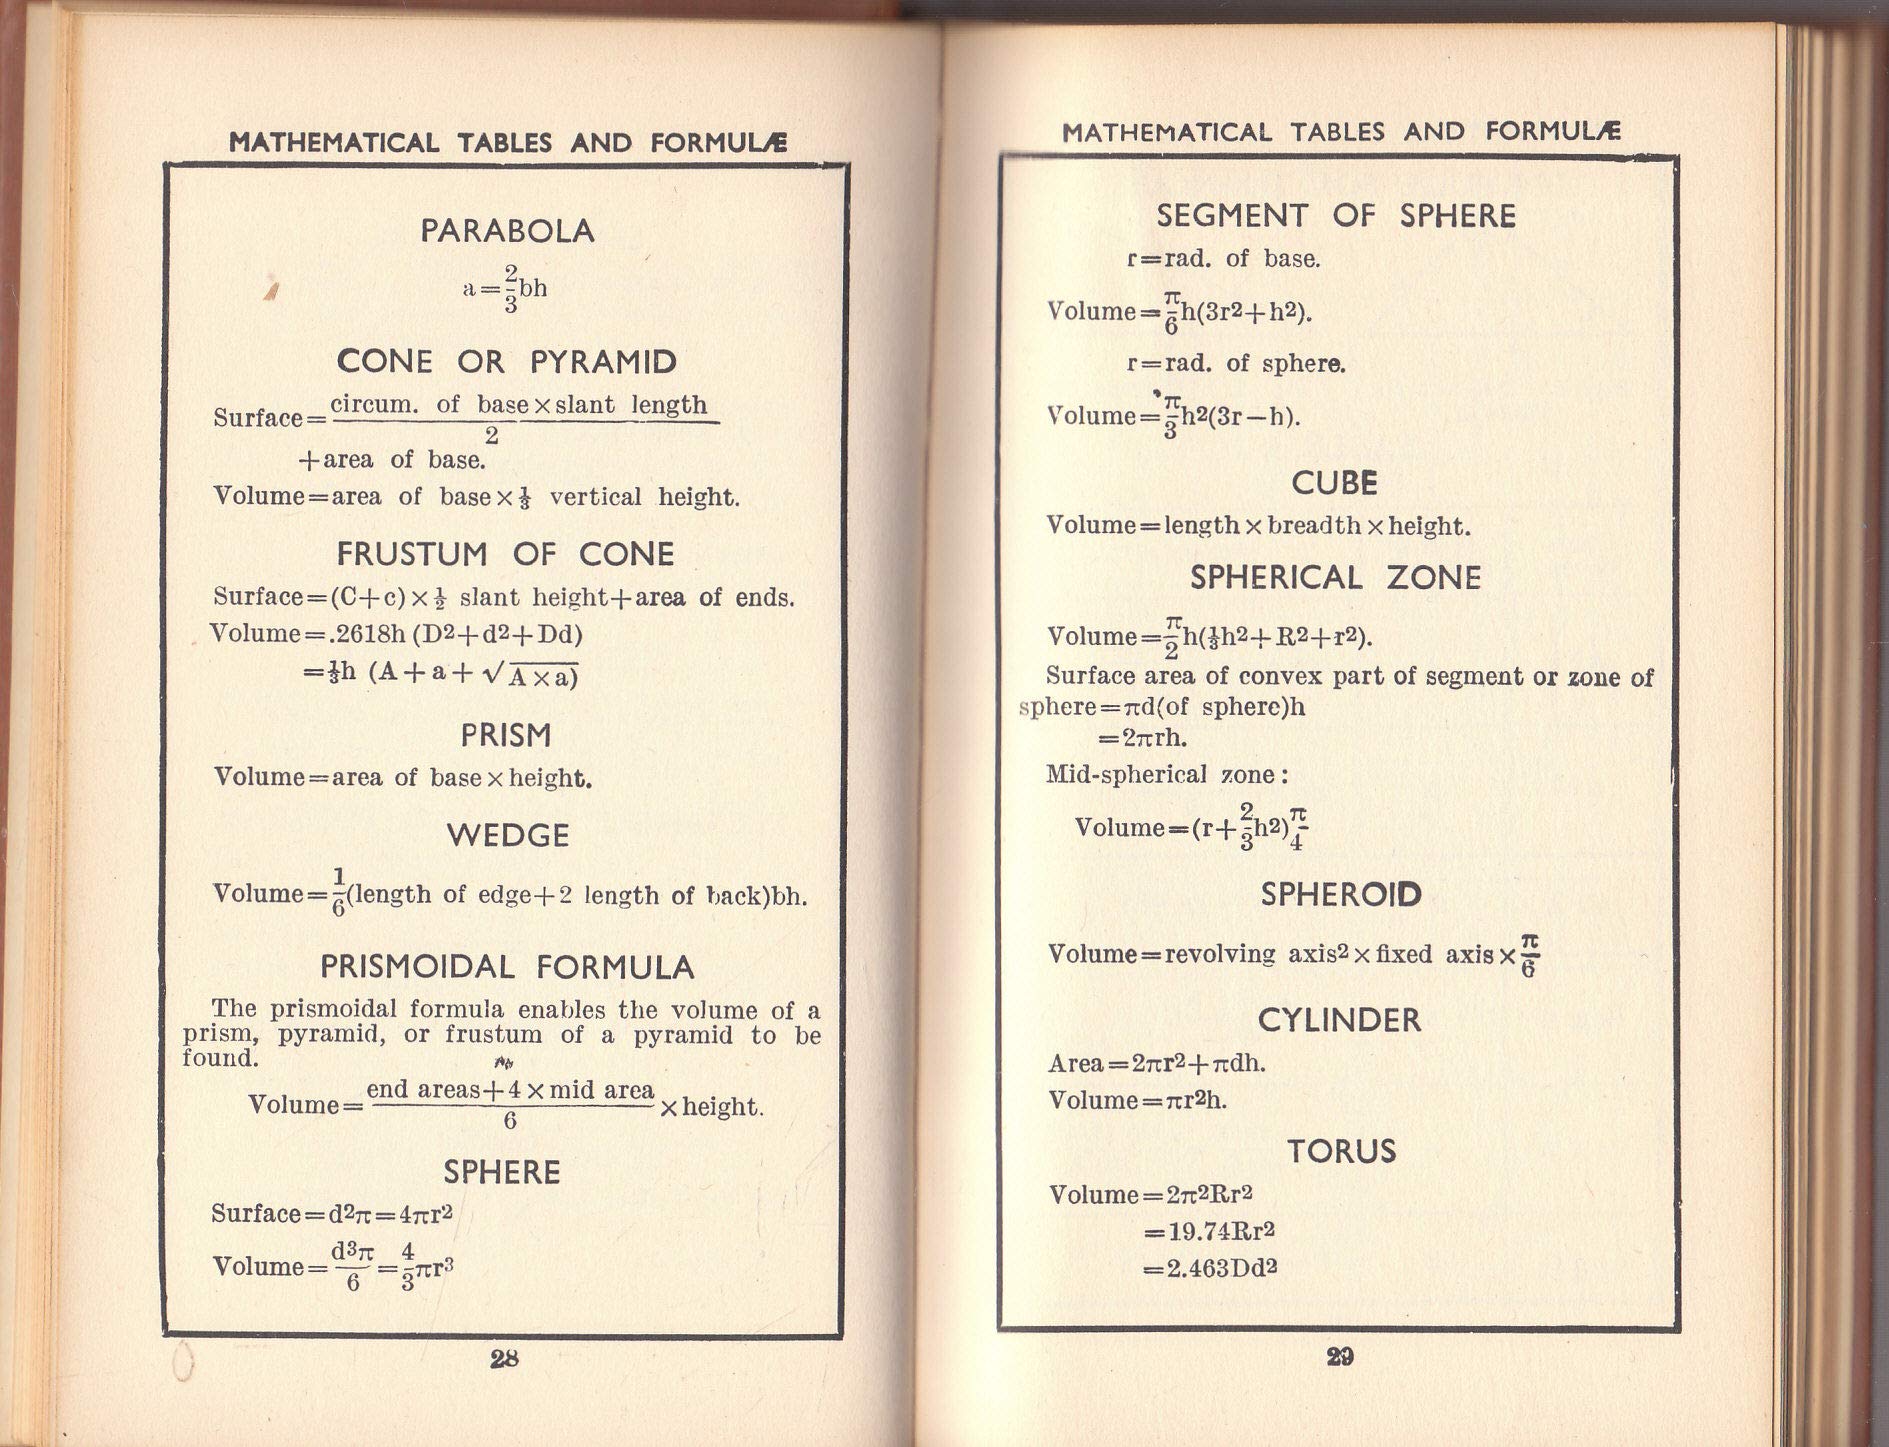 MATHEMATICAL TABLES AND FORMULÆ
PARABOLA
a=2/3bh
CONE OR PYRAMID
Surface=circum. of base×slant length/2
+area of base.
Volume=area of base×⅓ vertical height.
FRUSTUM OF CONE
Surface=(C+c)×½ slant height+area of ends.
Volume=.2618h (D²+d²+Dd)
=⅓h (A+a+√A×a)
PRISM
Volume=area of base×height.
WEDGE
Volume=1/6(length of edge+2 length of back)bh.
PRISMOIDAL FORMULA
The prismoidal formula enables the volume of a
prism, pyramid, or frustum of a pyramid to be
found.
Volume=end areas+4×mid area/6×height.
SPHERE
Surface=d²π=4πr²
Volume=d³π/6=4/3πr³
28
MATHEMATICAL TABLES AND FORMULÆ
SEGMENT OF SPHERE
r=rad. of base.
Volume=π/6h(3r²+h²).
r=rad. of sphere.
Volume=π/3h²(3r−h).
CUBE
Volume=length×breadth×height.
SPHERICAL ZONE
Volume=π/2h(⅓h²+R²+r²).
Surface area of convex part of segment or zone of
sphere=πd(of sphere)h
=2πrh.
Mid-spherical zone:
Volume=(r+2/3h²)π/4
SPHEROID
Volume=revolving axis²×fixed axis×π/6
CYLINDER
Area=2πr²+πdh.
Volume=πr²h.
TORUS
Volume=2π²Rr²
=19.74Rr²
=2.463Dd²
29